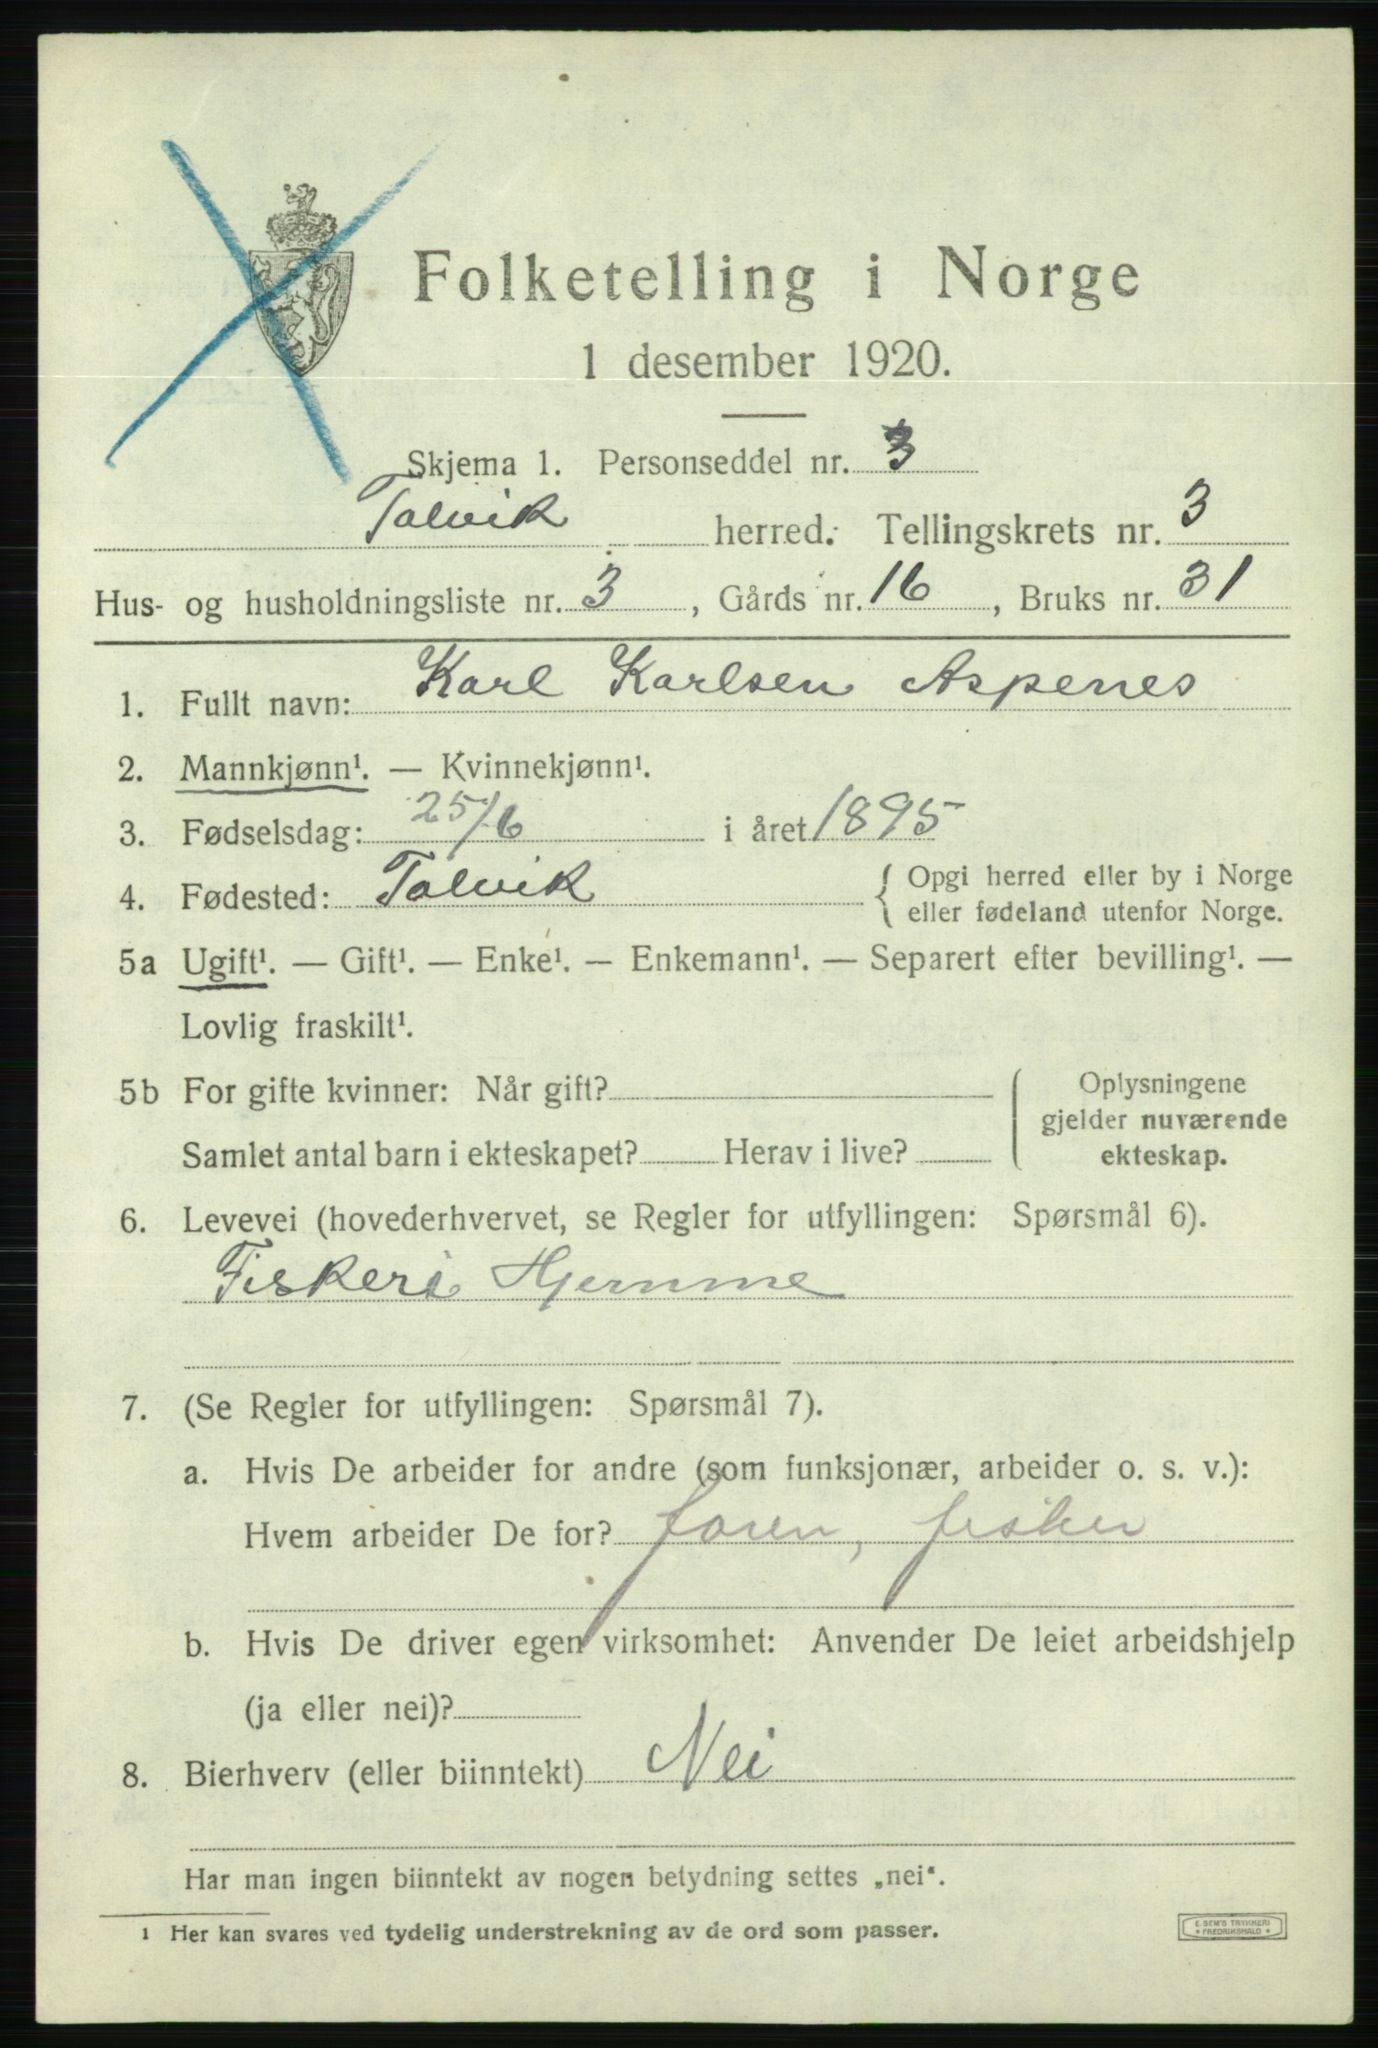 Folketelling i Norge
1 desember 1920.
Skjema 1. Personseddel nr. 3
Talvik herred. Tellingskrets nr. 3
Hus- og husholdningsliste nr. 3, Gårds nr. 16, Bruks nr. 31
1. Fullt navn: Karl Karlsen Aspenes
2. Mannkjønn¹. — Kvinnekjønn¹.
3. Fødselsdag: 25/6 i året 1895
4. Fødested: Talvik { Opgi herred eller by i Norge
eller fødeland utenfor Norge.
5a Ugift¹. — Gift¹. — Enke¹. — Enkemann¹. — Separert efter bevilling¹. —
Lovlig fraskilt¹.
5b For gifte kvinner: Når gift?
Samlet antal barn i ekteskapet? Herav i live?
Oplysningene
gjelder nuværende
ekteskap.
6. Levevei (hovederhvervet, se Regler for utfyllingen: Spørsmål 6).
Fiskeri Hjemme
7. (Se Regler for utfyllingen: Spørsmål 7).
a. Hvis De arbeider for andre (som funksjonær, arbeider o. s. v.):
Hvem arbeider De for? faren, fisker
b. Hvis De driver egen virksomhet: Anvender De leiet arbeidshjelp
(ja eller nei)?
8. Bierhverv (eller biinntekt) Nei
Har man ingen biinntekt av nogen betydning settes „nei".
1 Her kan svares ved tydelig understrekning av de ord som passer.
E. SEM'S TRYKKERI
* FREDRIKSHALD *